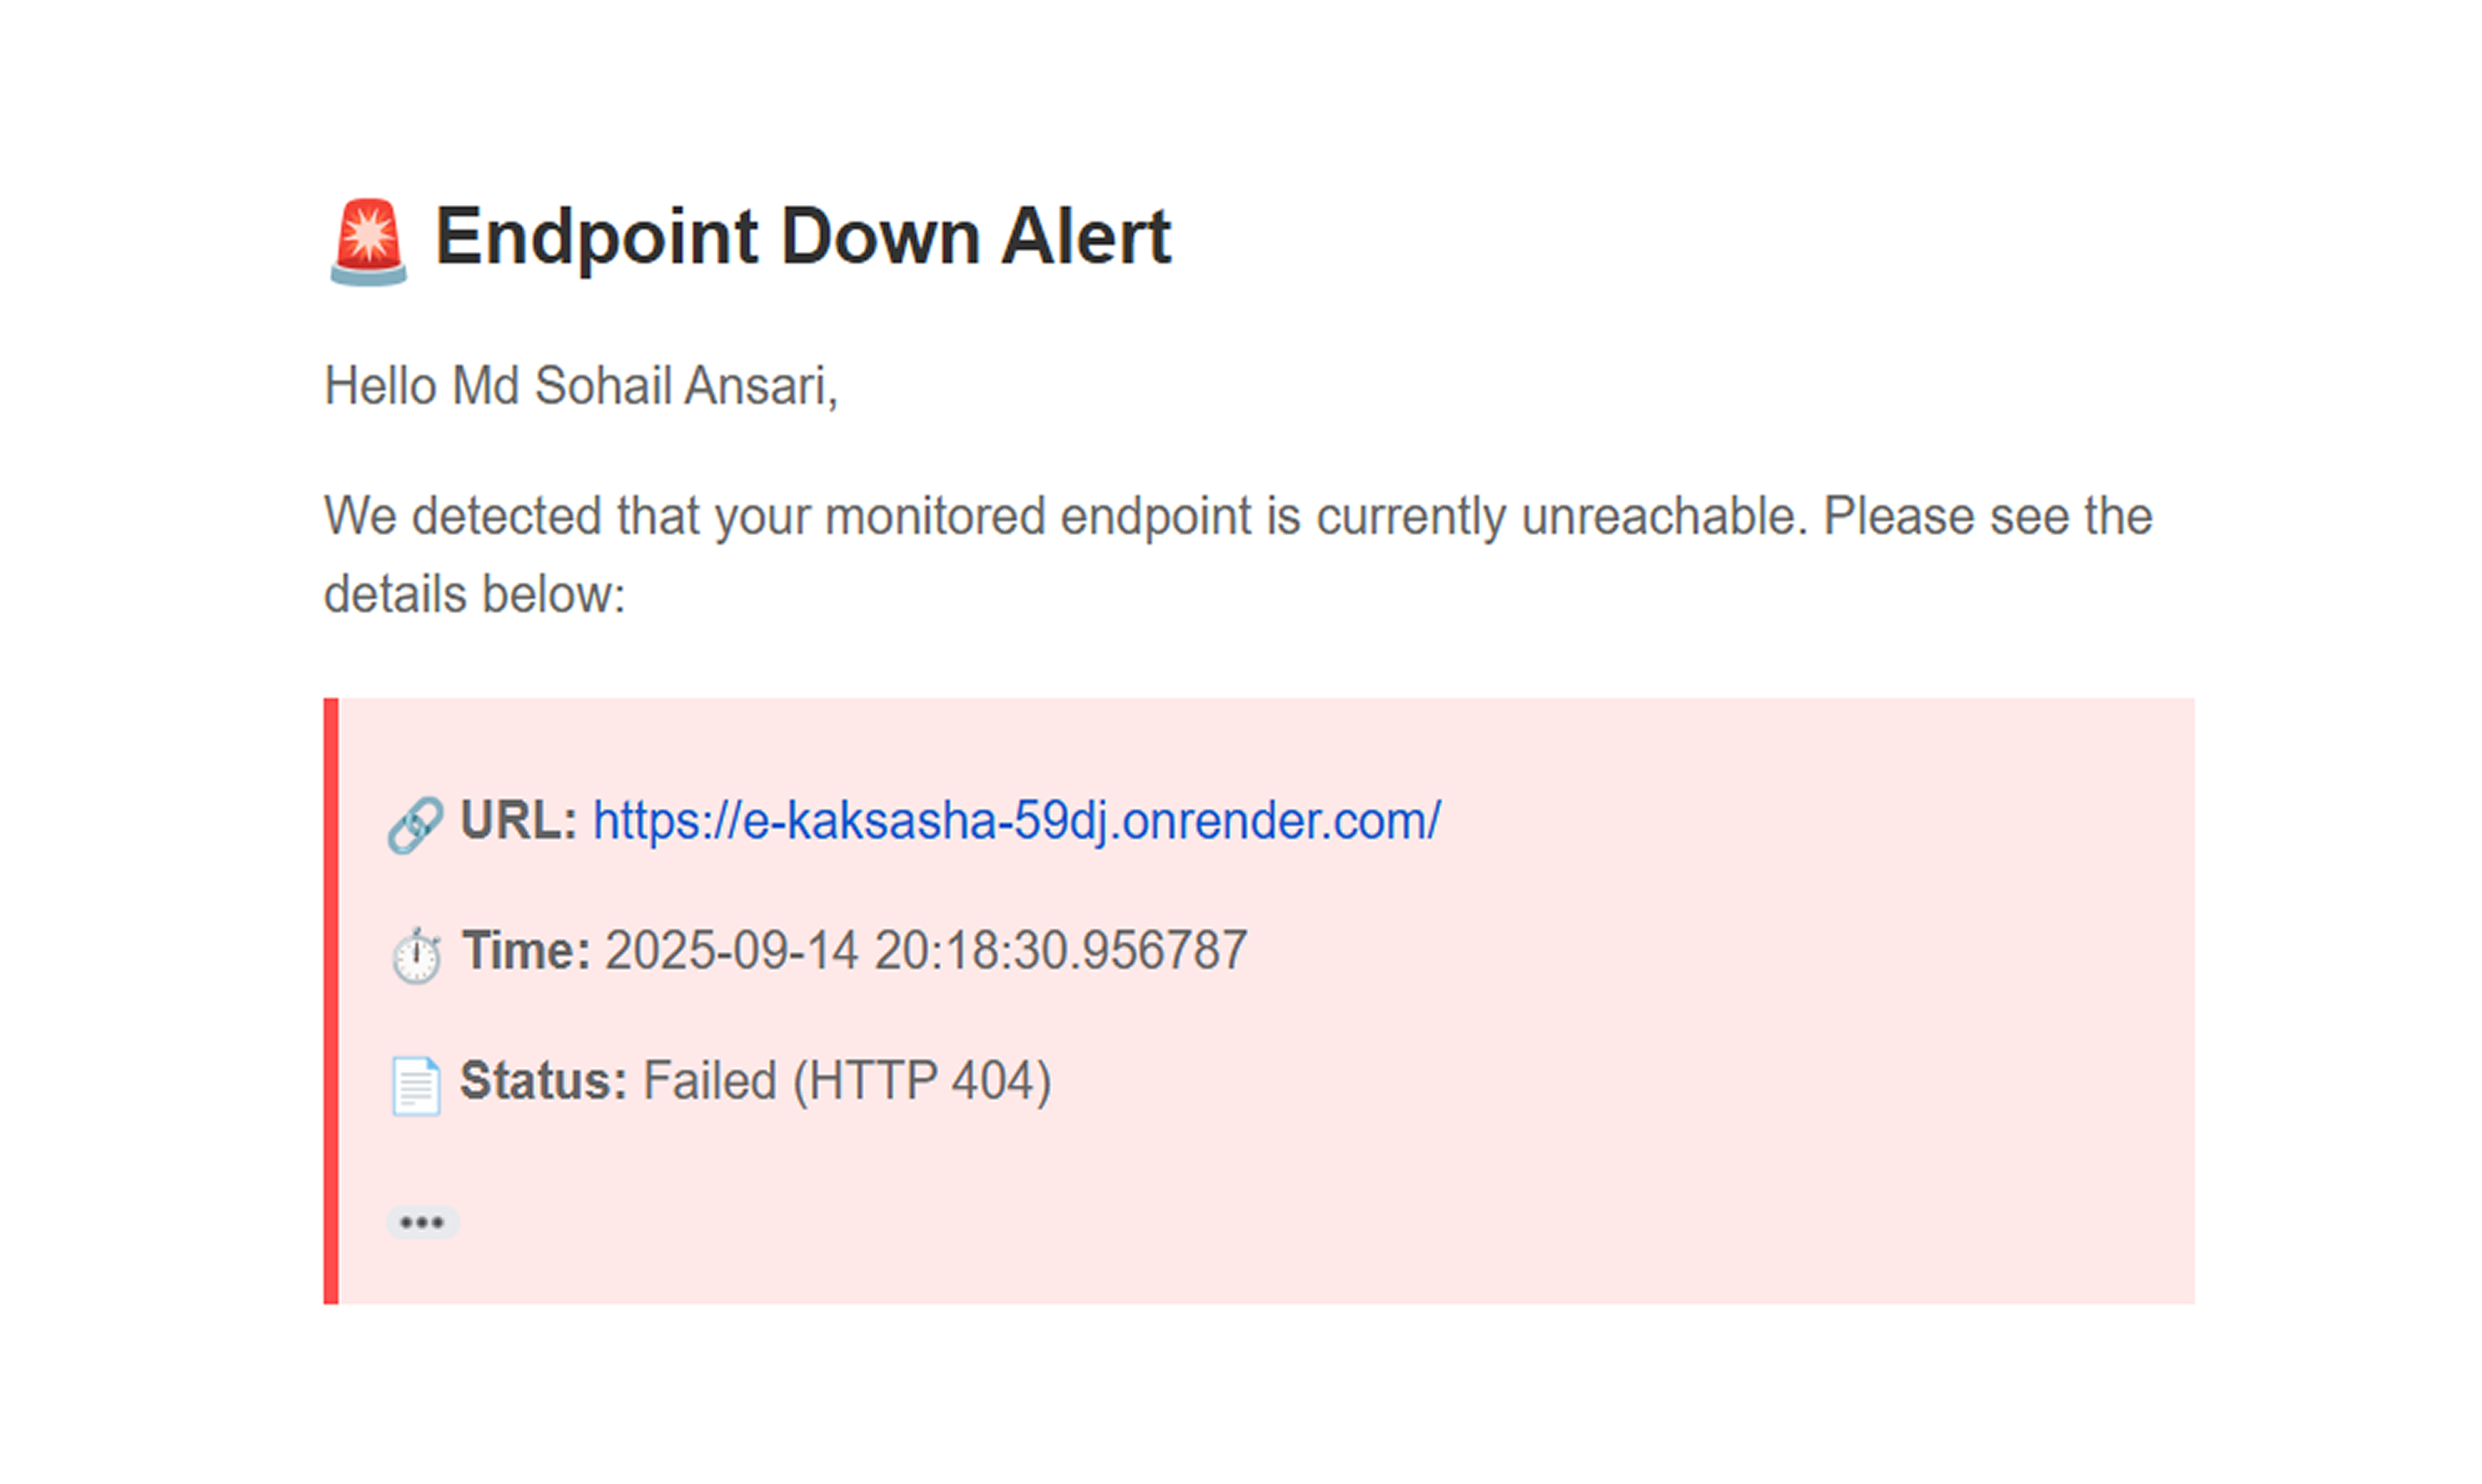 🚨 Endpoint Down Alert
Hello Md Sohail Ansari,
We detected that your monitored endpoint is currently unreachable. Please see the
details below:
🔗 URL: https://e-kaksasha-59dj.onrender.com/
⏱️ Time: 2025-09-14 20:18:30.956787
📄 Status: Failed (HTTP 404)